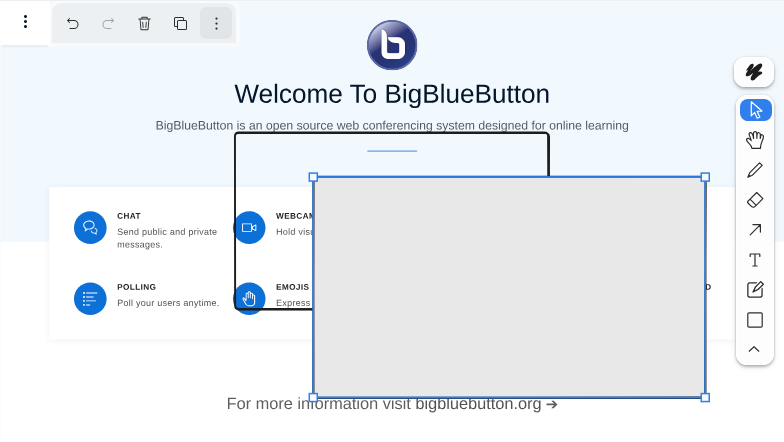 Welcome To BigBlueButton
BigBlueButton is an open source web conferencing system designed for online learning
CHAT
Send public and private
messages.
WEBCAM
Hold
POLLING
Poll your users anytime.
EMOJIS
Express
For more information visit bigbluebutton.org →